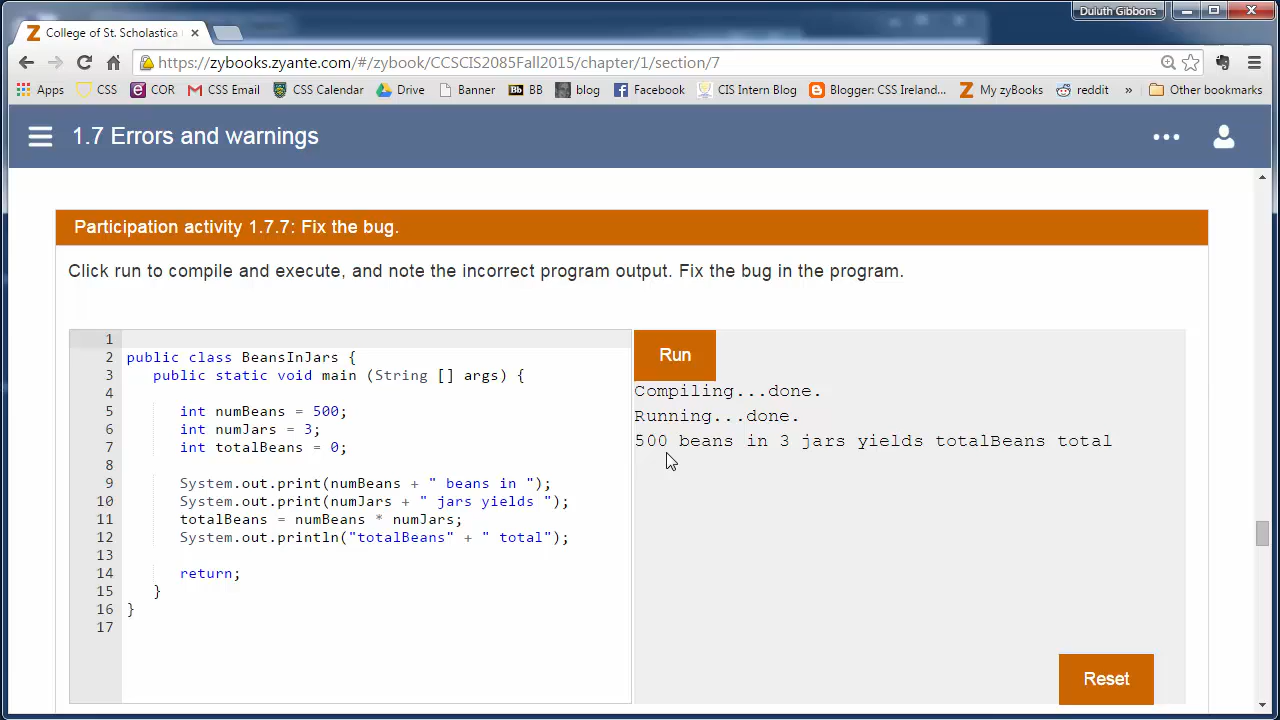 Duluth Gibbons
College of St. Scholastica
https://zybooks.zyante.com/#/zybook/CCSCIS2085Fall2015/chapter/1/section/7
Apps CSS COR CSS Email CSS Calendar Drive Banner Bb BB blog Facebook CIS Intern Blog Blogger: CSS Ireland... My zyBooks reddit » Other bookmarks
1.7 Errors and warnings
Participation activity 1.7.7: Fix the bug.
Click run to compile and execute, and note the incorrect program output. Fix the bug in the program.
1
2 public class BeansInJars {
3 public static void main (String [] args) {
4
5 int numBeans = 500;
6 int numJars = 3;
7 int totalBeans = 0;
8
9 System.out.print(numBeans + " beans in ");
10 System.out.print(numJars + " jars yields ");
11 totalBeans = numBeans * numJars;
12 System.out.println("totalBeans" + " total");
13
14 return;
15 }
16 }
17
Run
Compiling...done.
Running...done.
500 beans in 3 jars yields totalBeans total
Reset